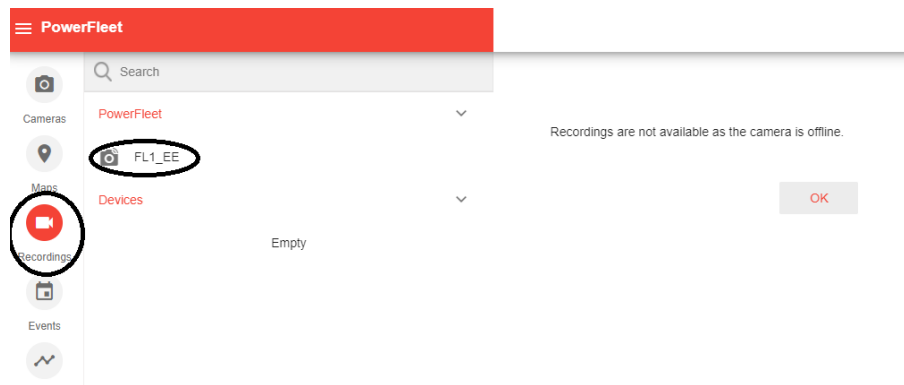 PowerFleet
Search
Cameras
PowerFleet
Recordings are not available as the camera is offline.
FL1_EE
Maps
Devices
OK
Empty
Recordings
Events